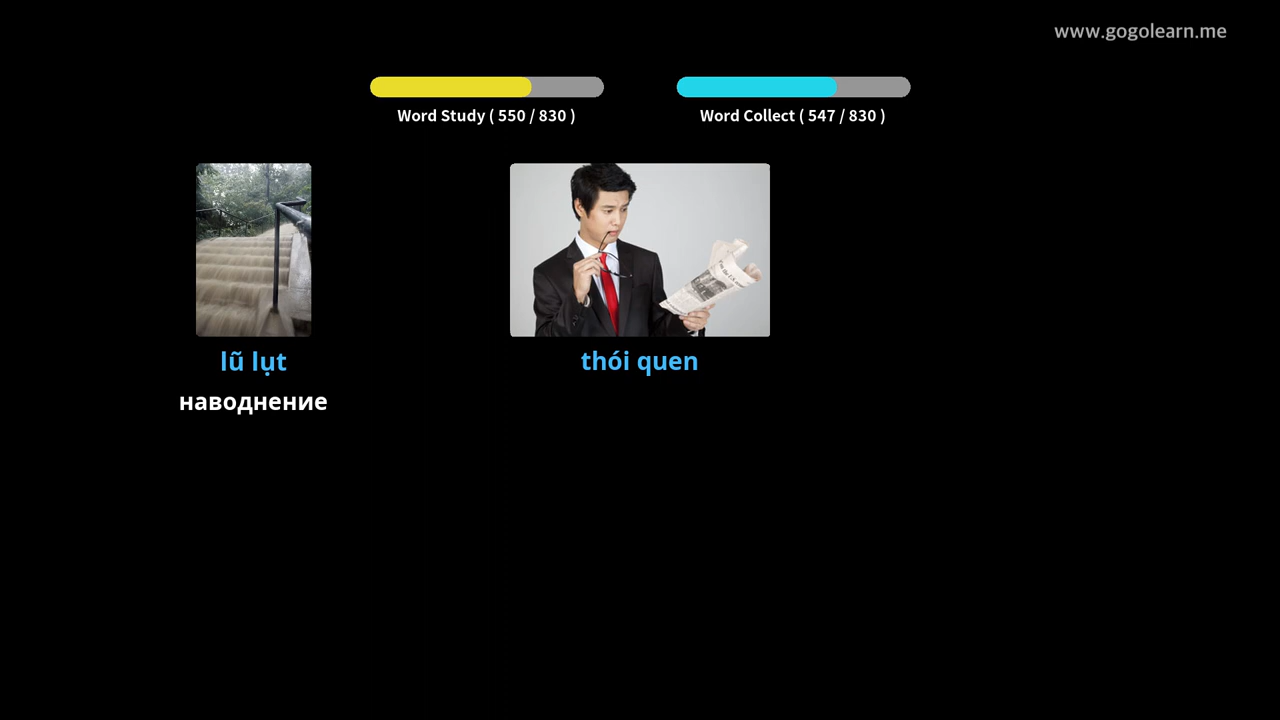 www.gogolearn.me
Word Study ( 550 / 830 )
Word Collect ( 547 / 830 )
lũ lụt
thói quen
наводнение